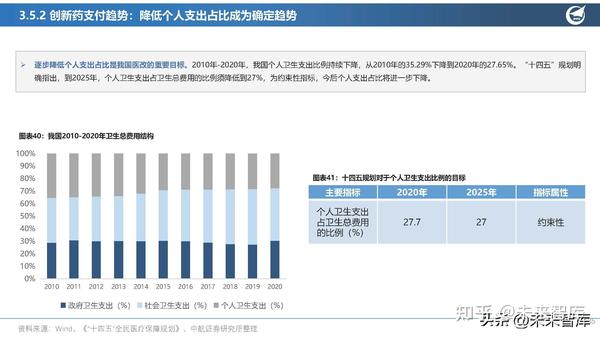 3.5.2 创新药支付趋势：降低个人支出占比成为确定趋势
逐步降低个人支出占比是我国医改的重要目标。2010年-2020年，我国个人卫生支出比例持续下降，从2010年的35.29%下降到2020年的27.65%。“十四五”规划明
确指出，到2025年，个人卫生支出占卫生总费用的比例须降低到27%，为约束性指标，今后个人支出占比将进一步下降。
图表40：我国2010-2020年卫生总费用结构
100%
90%
80%
70%
60%
50%
40%
30%
20%
10%
0%
2010 2011 2012 2013 2014 2015 2016 2017 2018 2019 2020
政府卫生支出（%） 社会卫生支出（%） 个人卫生支出（%）
图表41：十四五规划对于个人卫生支出比例的目标
主要指标 2020年 2025年 指标属性
个人卫生支出
占卫生总费用
的比例（%）
27.7 27 约束性
资料来源：Wind、《“十四五”全民医疗保障规划》、中航证券研究所整理
知乎 @未来智库
头条 @未来智库